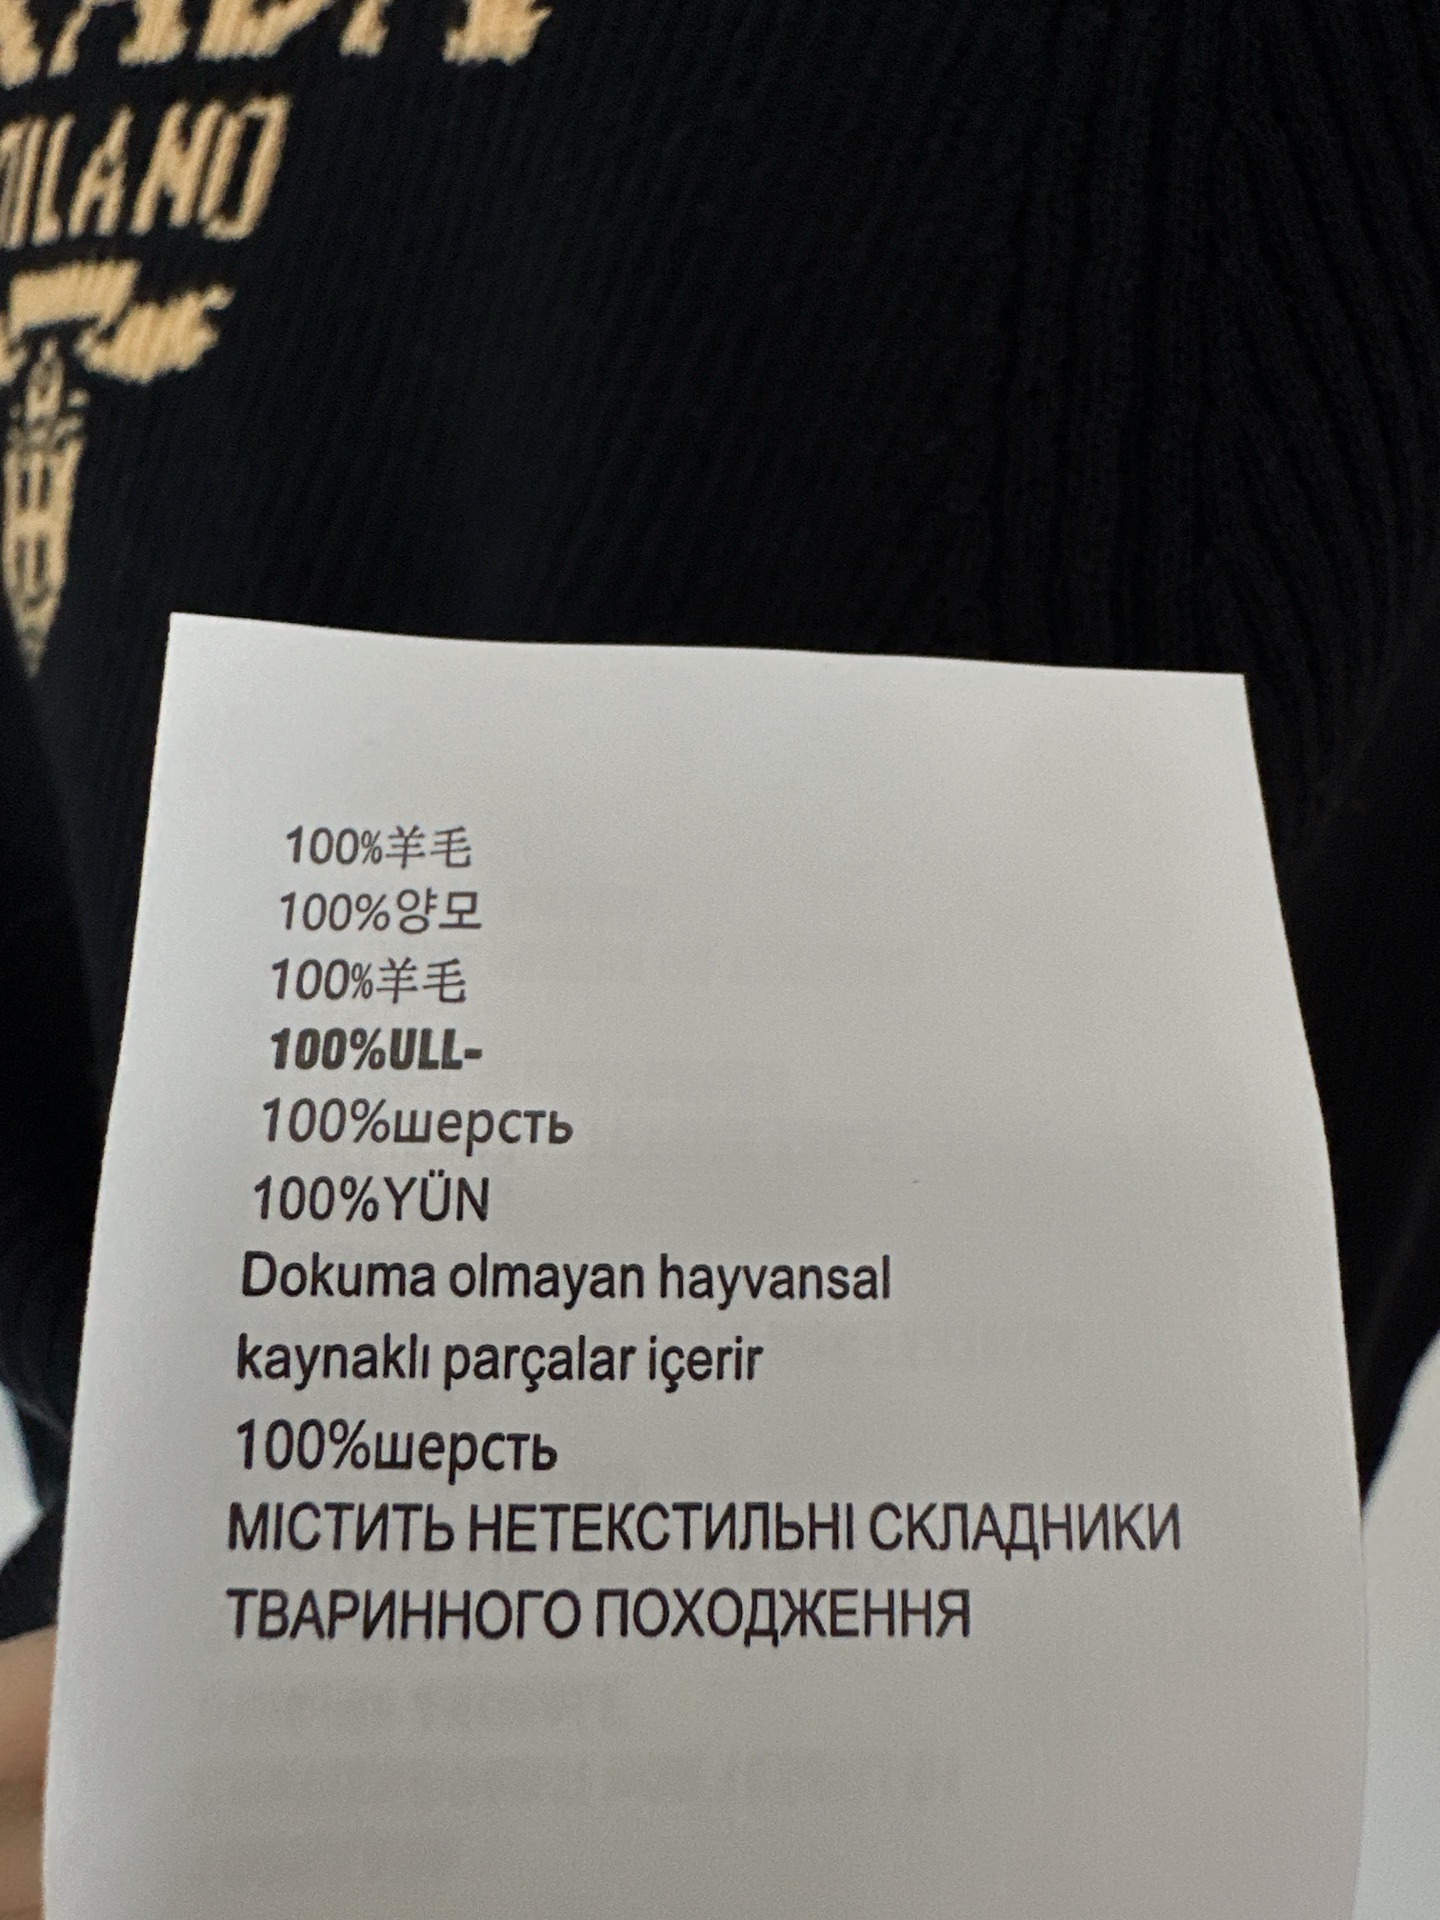 MILANO
100%羊毛
100%양모
100%羊毛
100%ULL-
100%шерсть
100%YÜN
Dokuma olmayan hayvansal
kaynaklı parçalar içerir
100%шерсть
МІСТИТЬ НЕТЕКСТИЛЬНІ СКЛАДНИКИ
ТВАРИННОГО ПОХОДЖЕННЯ